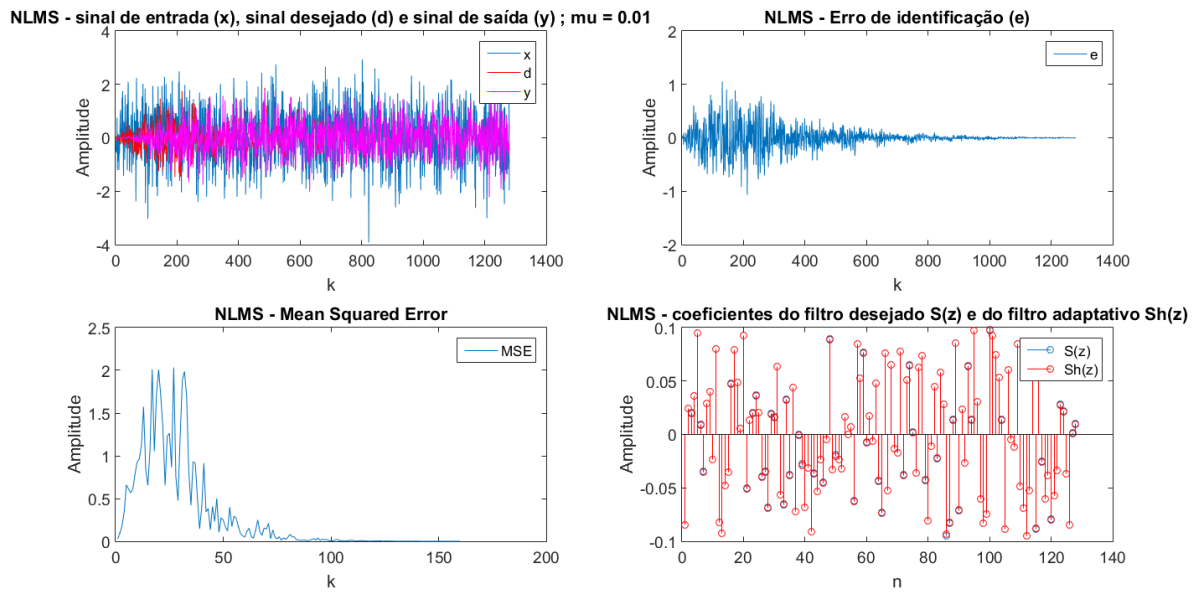 NLMS - sinal de entrada (x), sinal desejado (d) e sinal de saída (y) ; mu = 0.01
4
2
0
-2
-4
Amplitude
0 200 400 600 800 1000 1200 1400
k
x
d
y
NLMS - Erro de identificação (e)
2
1
0
-1
-2
Amplitude
0 200 400 600 800 1000 1200 1400
k
e
NLMS - Mean Squared Error
2.5
2
1.5
1
0.5
0
Amplitude
0 50 100 150 200
k
MSE
NLMS - coeficientes do filtro desejado S(z) e do filtro adaptativo Sh(z)
0.1
0.05
0
-0.05
-0.1
Amplitude
0 20 40 60 80 100 120 140
n
S(z)
Sh(z)